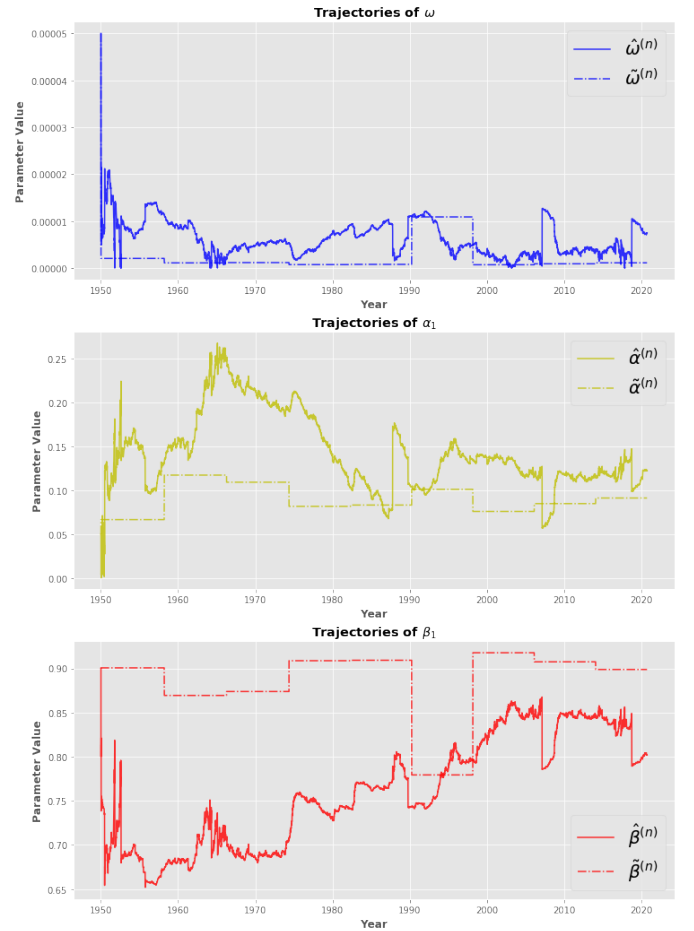 Trajectories of ω
0.00005
0.00004
0.00003
0.00002
0.00001
0.00000
Parameter Value
ω̂⁽ⁿ⁾
ω̃⁽ⁿ⁾
1950 1960 1970 1980 1990 2000 2010 2020
Year
Trajectories of α₁
0.25
0.20
0.15
0.10
0.05
0.00
Parameter Value
α̂⁽ⁿ⁾
α̃⁽ⁿ⁾
1950 1960 1970 1980 1990 2000 2010 2020
Year
Trajectories of β₁
0.90
0.85
0.80
0.75
0.70
0.65
Parameter Value
β̂⁽ⁿ⁾
β̃⁽ⁿ⁾
1950 1960 1970 1980 1990 2000 2010 2020
Year